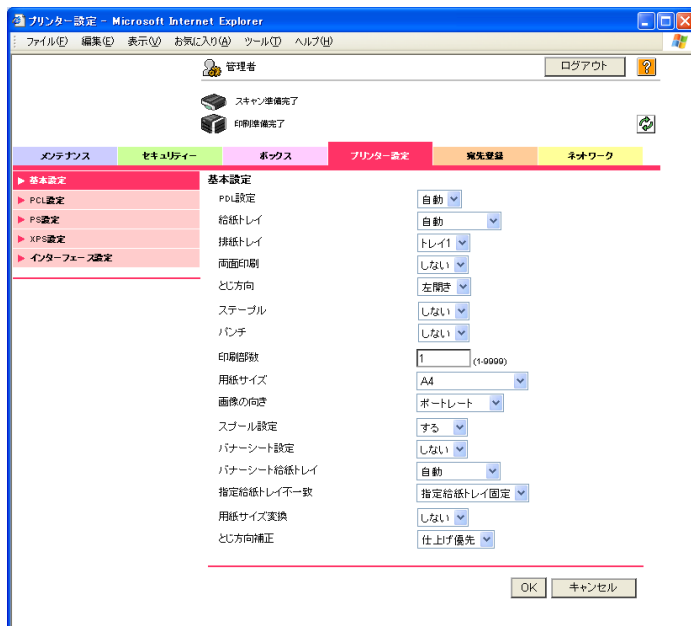 プリンター設定 - Microsoft Internet Explorer
ファイル(F) 編集(E) 表示(V) お気に入り(A) ツール(T) ヘルプ(H)
管理者 ログアウト ?
スキャン準備完了
印刷準備完了
メンテナンス セキュリティー ボックス プリンター設定 宛先登録 ネットワーク
基本設定
PCL設定
PS設定
XPS設定
インターフェース設定
基本設定
PDL設定 自動
給紙トレイ 自動
排紙トレイ トレイ1
両面印刷 しない
とじ方向 左開き
ステープル しない
パンチ しない
印刷部数 1 (1-9999)
用紙サイズ A4
画像の向き ポートレート
スプール設定 する
バナーシート設定 しない
バナーシート給紙トレイ 自動
指定給紙トレイ不一致 指定給紙トレイ固定
用紙サイズ変換 しない
とじ方向補正 仕上げ優先
OK キャンセル